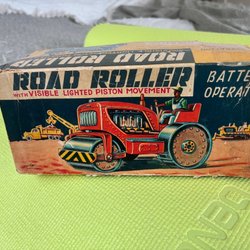 ROAD ROLLER
ROAD ROLLER
WITH VISIBLE LIGHTED PISTON MOVEMENT
BATTE
OPERAT